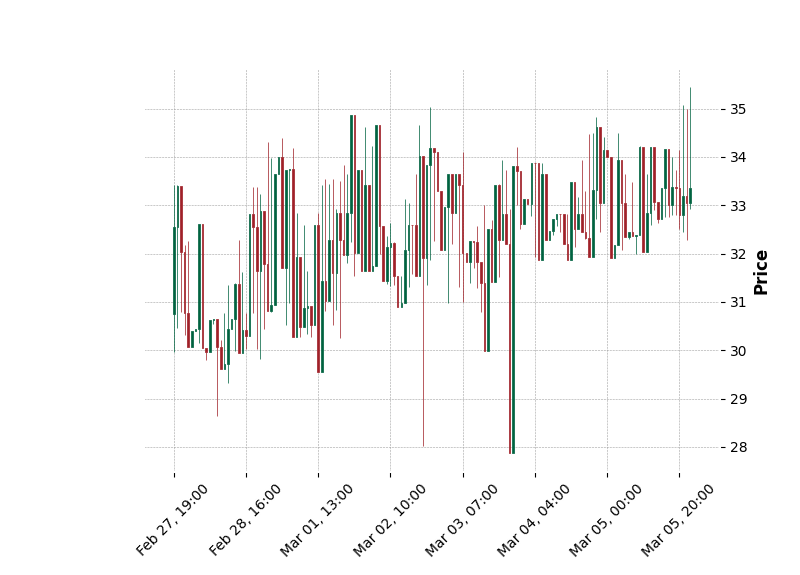 35
34
33
32
31
30
29
28
Price
Feb 27, 19:00
Feb 28, 16:00
Mar 01, 13:00
Mar 02, 10:00
Mar 03, 07:00
Mar 04, 04:00
Mar 05, 00:00
Mar 05, 20:00